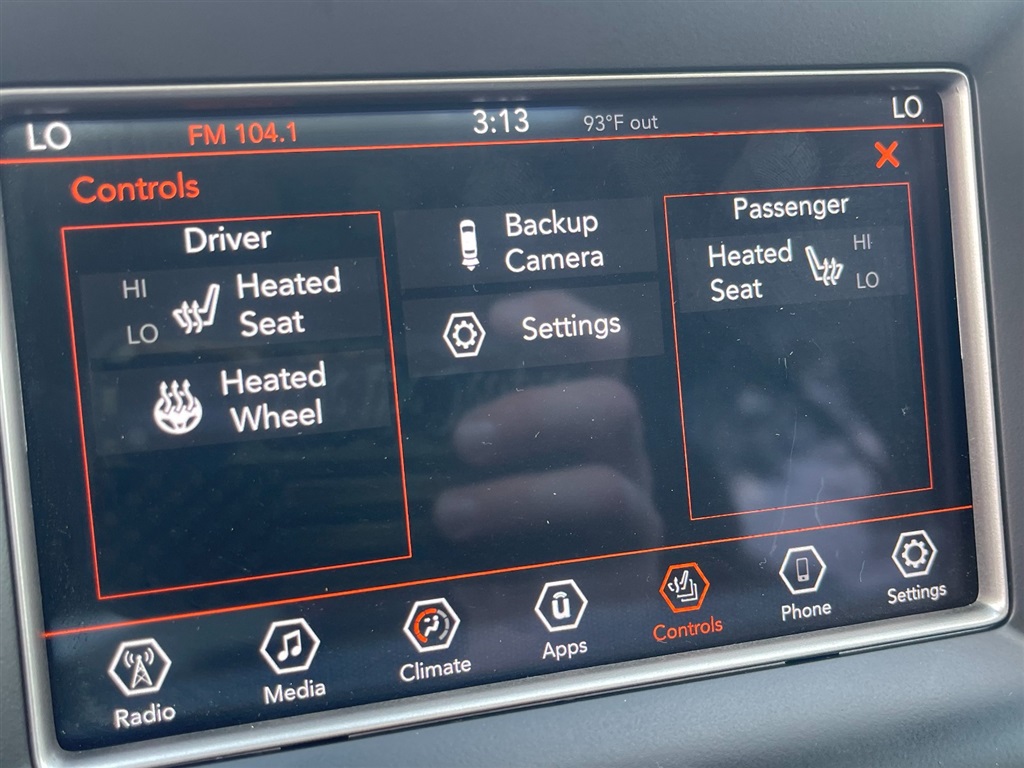 LO
FM 104.1
3:13
93°F out
LO
Controls
Driver
HI
LO
Heated
Seat
Heated
Wheel
Backup
Camera
Settings
Passenger
Heated
Seat
HI
LO
Radio
Media
Climate
Apps
Controls
Phone
Settings